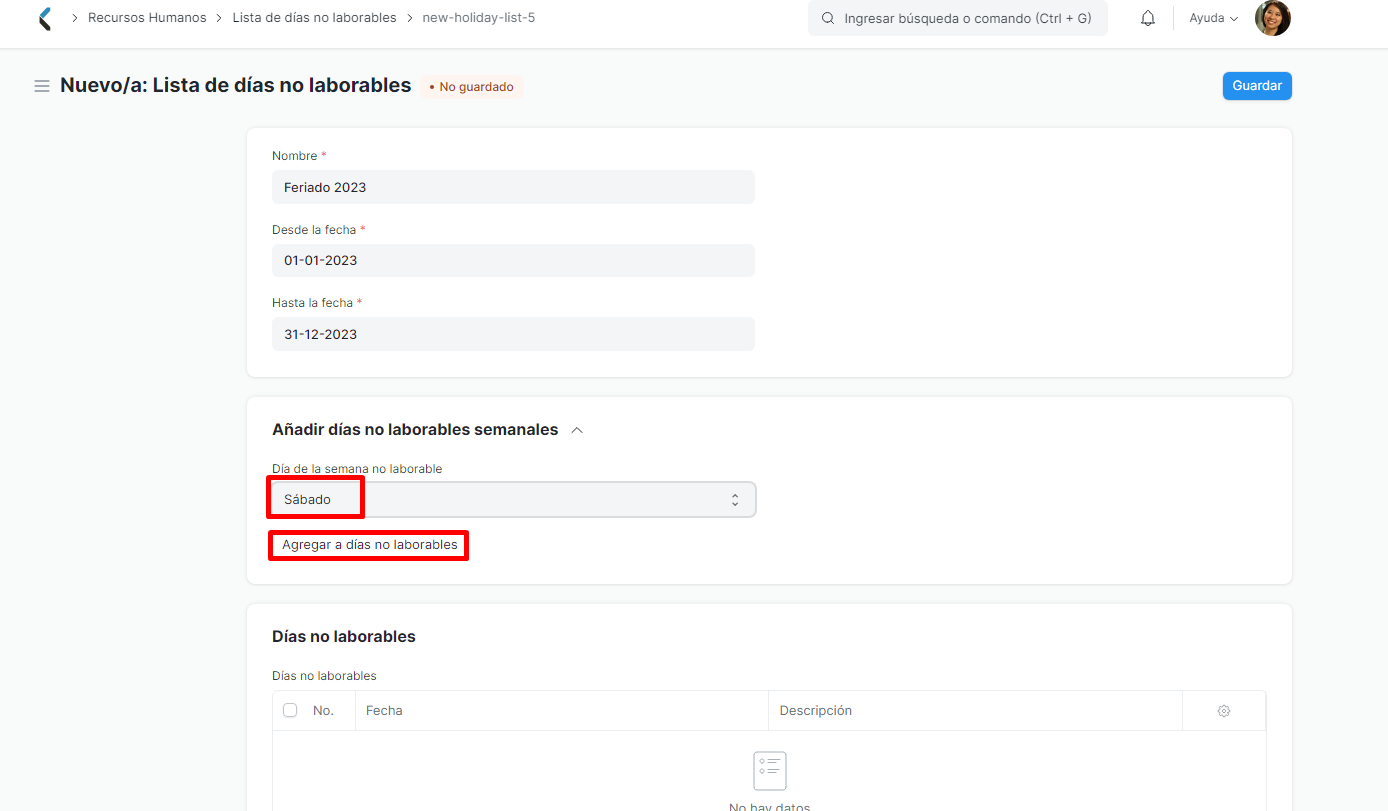 Recursos Humanos Lista de días no laborables new-holiday-list-5 Ingresar búsqueda o comando (Ctrl + G) Ayuda
Nuevo/a: Lista de días no laborables • No guardado Guardar
Nombre *
Feriado 2023
Desde la fecha *
01-01-2023
Hasta la fecha *
31-12-2023
Añadir días no laborables semanales
Día de la semana no laborable
Sábado
Agregar a días no laborables
Días no laborables
Días no laborables
No. Fecha Descripción
No hay datos